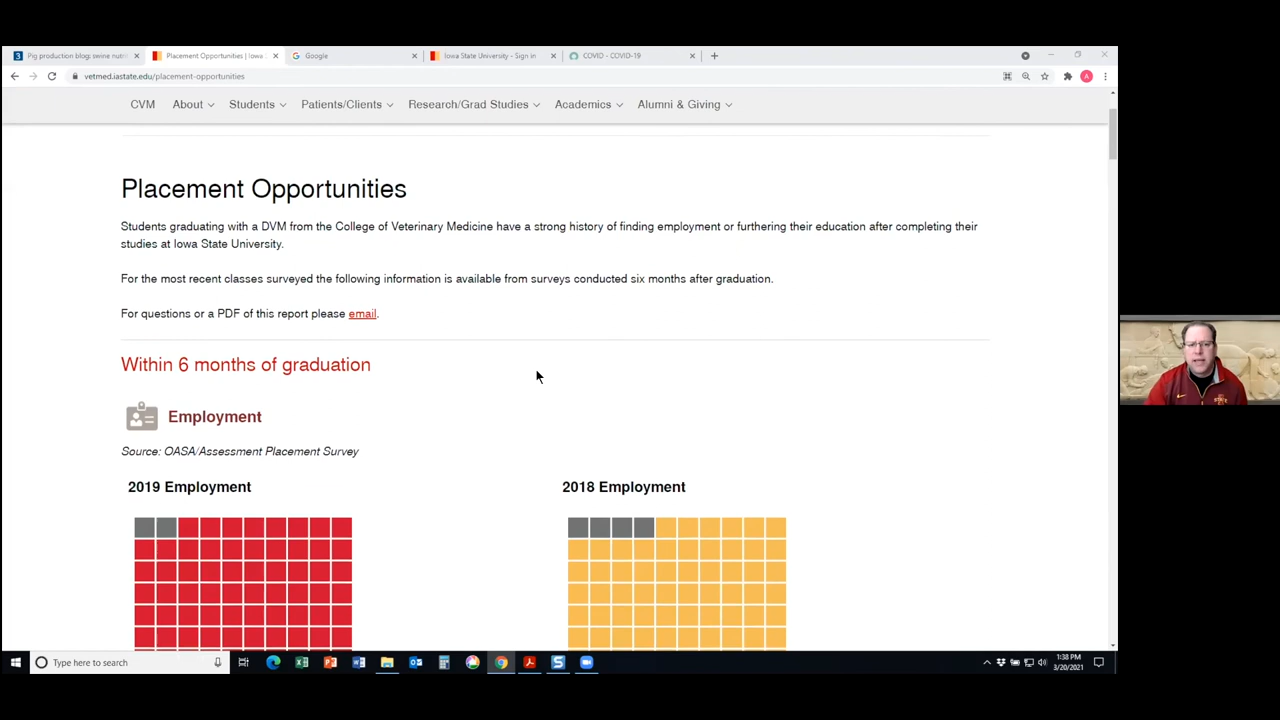 Pig production blog: swine nutri
Placement Opportunities | Iowa
Google
Iowa State University - Sign in
COVID - COVID-19
vetmed.iastate.edu/placement-opportunities
A
CVM
About
Students
Patients/Clients
Research/Grad Studies
Academics
Alumni & Giving
Placement Opportunities
Students graduating with a DVM from the College of Veterinary Medicine have a strong history of finding employment or furthering their education after completing their
studies at Iowa State University.
For the most recent classes surveyed the following information is available from surveys conducted six months after graduation.
For questions or a PDF of this report please email.
Within 6 months of graduation
Employment
Source: OASA/Assessment Placement Survey
2019 Employment
2018 Employment
STATE
Type here to search
1:38 PM
3/20/2021